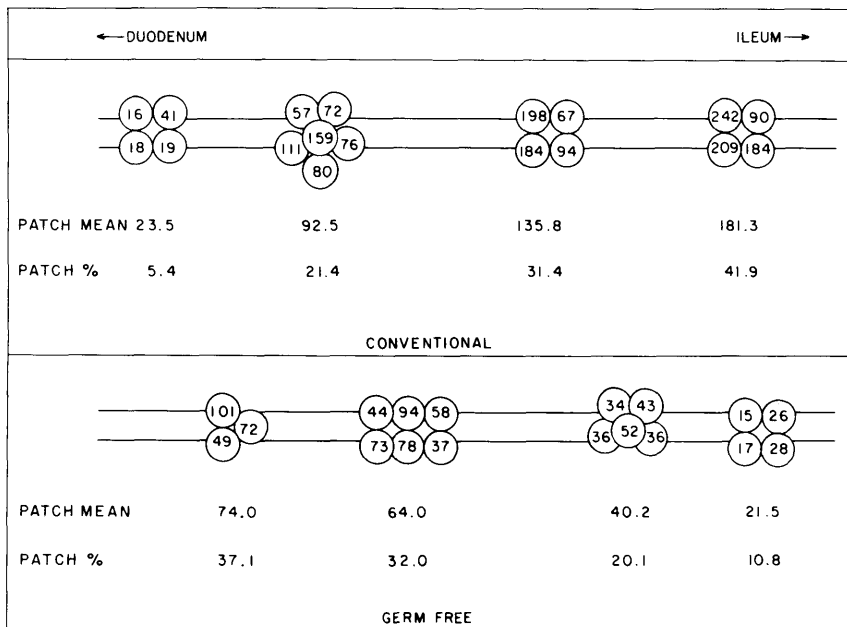 ←DUODENUM ILEUM→
16 41 57 72 198 67 242 90
18 19 111 159 76 184 94 209 184
80
PATCH MEAN 23.5 92.5 135.8 181.3
PATCH % 5.4 21.4 31.4 41.9
CONVENTIONAL
101 44 94 58 34 43 15 26
49 72 73 78 37 36 52 36 17 28
PATCH MEAN 74.0 64.0 40.2 21.5
PATCH % 37.1 32.0 20.1 10.8
GERM FREE